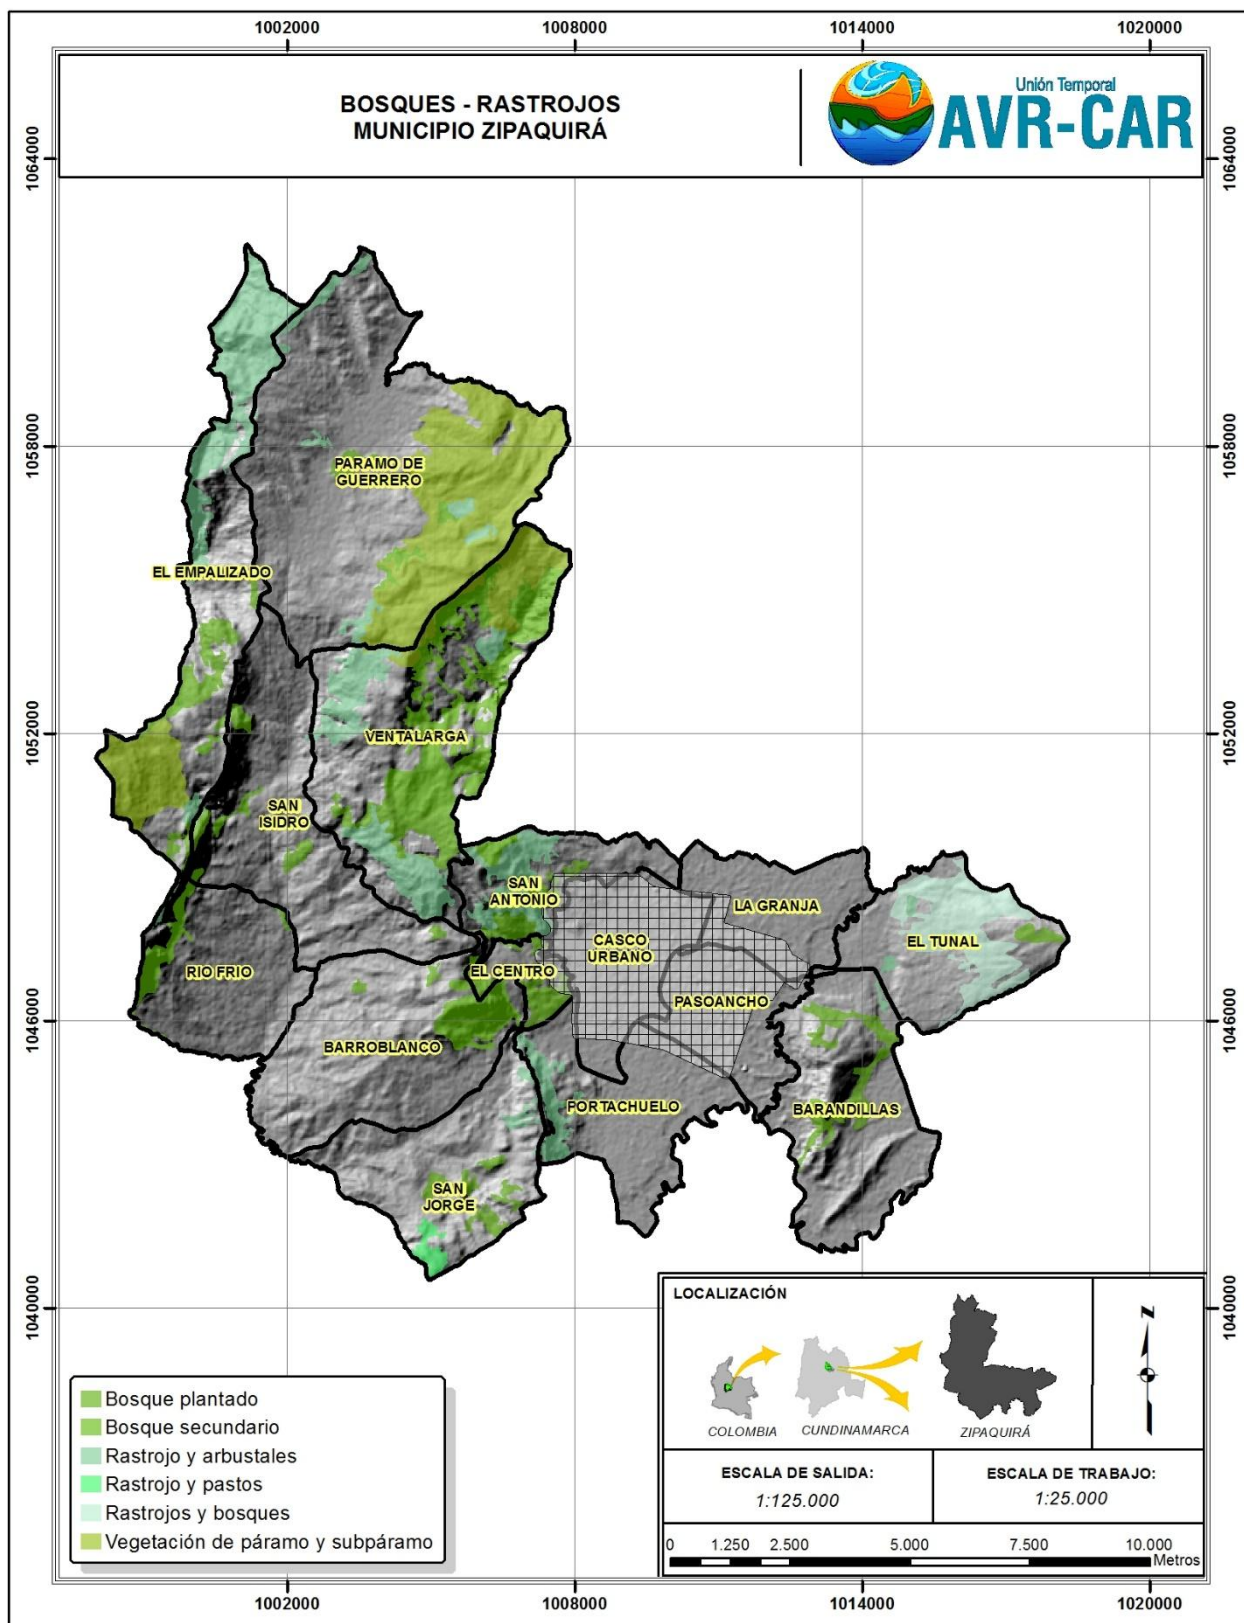 1002000
1008000
1014000
1020000
BOSQUES - RASTROJOS
MUNICIPIO ZIPAQUIRÁ
Unión Temporal
AVR-CAR
1064000
1064000
1058000
1058000
PARAMO DE
GUERRERO
EL EMPALIZADO
1052000
1052000
VENTALARGA
SAN
ISIDRO
SAN
ANTONIO
LA GRANJA
CASCO
URBANO
EL TUNAL
RIO FRIO
EL CENTRO
PASOANCHO
1046000
1046000
BARROBLANCO
PORTACHUELO
BARANDILLAS
SAN
JORGE
1040000
1040000
LOCALIZACIÓN
COLOMBIA
CUNDINAMARCA
ZIPAQUIRÁ
N
ESCALA DE SALIDA:
1:125.000
ESCALA DE TRABAJO:
1:25.000
0
1.250
2.500
5.000
7.500
10.000
Metros
Bosque plantado
Bosque secundario
Rastrojo y arbustales
Rastrojo y pastos
Rastrojos y bosques
Vegetación de páramo y subpáramo
1002000
1008000
1014000
1020000